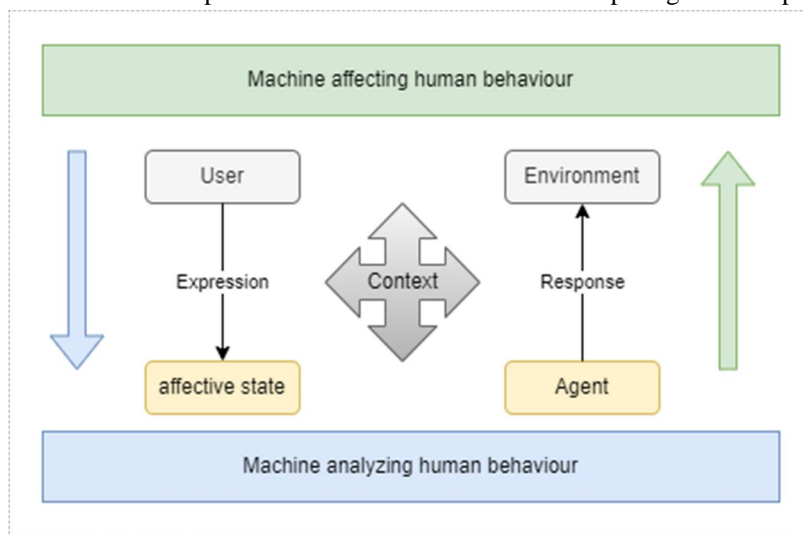 Machine affecting human behaviour
User
Environment
Expression
Context
Response
affective state
Agent
Machine analyzing human behaviour